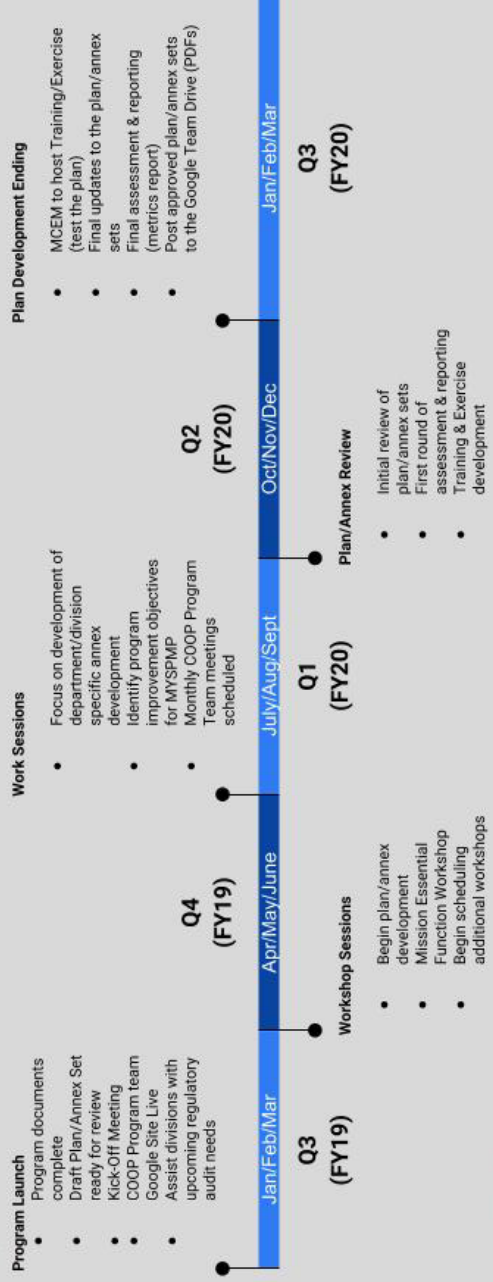 Program Launch
Program documents
complete
Draft Plan/Annex Set
ready for review
Kick-Off Meeting
COOP Program team
Google Site Live
Assist divisions with
upcoming regulatory
audit needs
Jan/Feb/Mar
Q3
(FY19)
Q4
(FY19)
Apr/May/June
Workshop Sessions
Begin plan/annex
development
Mission Essential
Function Workshop
Begin scheduling
additional workshops
Work Sessions
Focus on development of
department/division
specific annex
development
Identify program
improvement objectives
for MYSPMP
Monthly COOP Program
Team meetings
scheduled
July/Aug/Sept
Q1
(FY20)
Q2
(FY20)
Oct/Nov/Dec
Plan/Annex Review
Initial review of
plan/annex sets
First round of
assessment & reporting
Training & Exercise
development
Plan Development Ending
MCEM to host Training/Exercise
(test the plan)
Final updates to the plan/annex
sets
Final assessment & reporting
(metrics report)
Post approved plan/annex sets
to the Google Team Drive (PDFs)
Jan/Feb/Mar
Q3
(FY20)